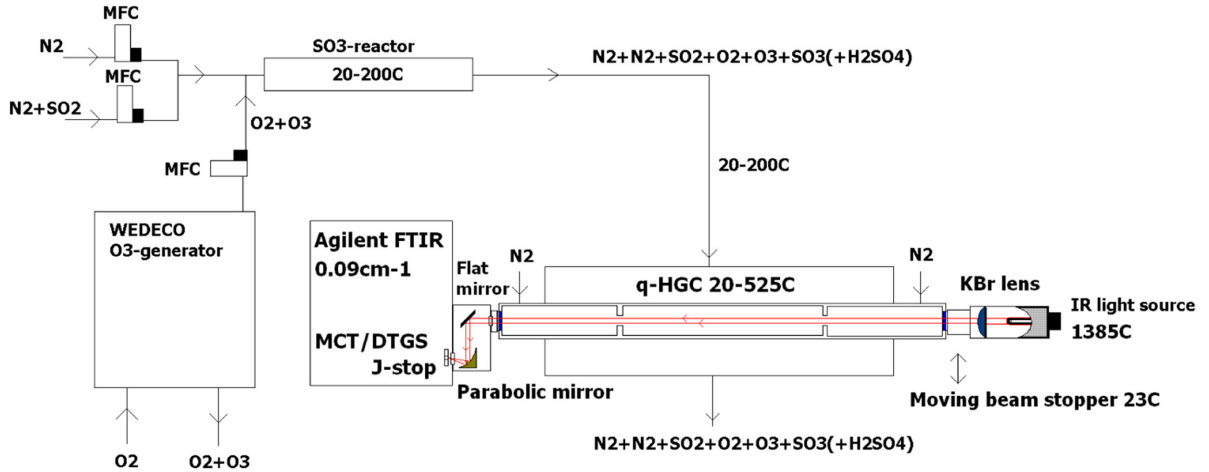 MFC
N2
MFC
N2+SO2
SO3-reactor
20-200C
N2+N2+SO2+O2+O3+SO3(+H2SO4)
O2+O3
MFC
20-200C
WEDECO
O3-generator
Agilent FTIR
0.09cm-1
MCT/DTGS
J-stop
Flat
mirror
N2
q-HGC 20-525C
N2
KBr lens
IR light source
1385C
Parabolic mirror
Moving beam stopper 23C
O2
O2+O3
N2+N2+SO2+O2+O3+SO3(+H2SO4)